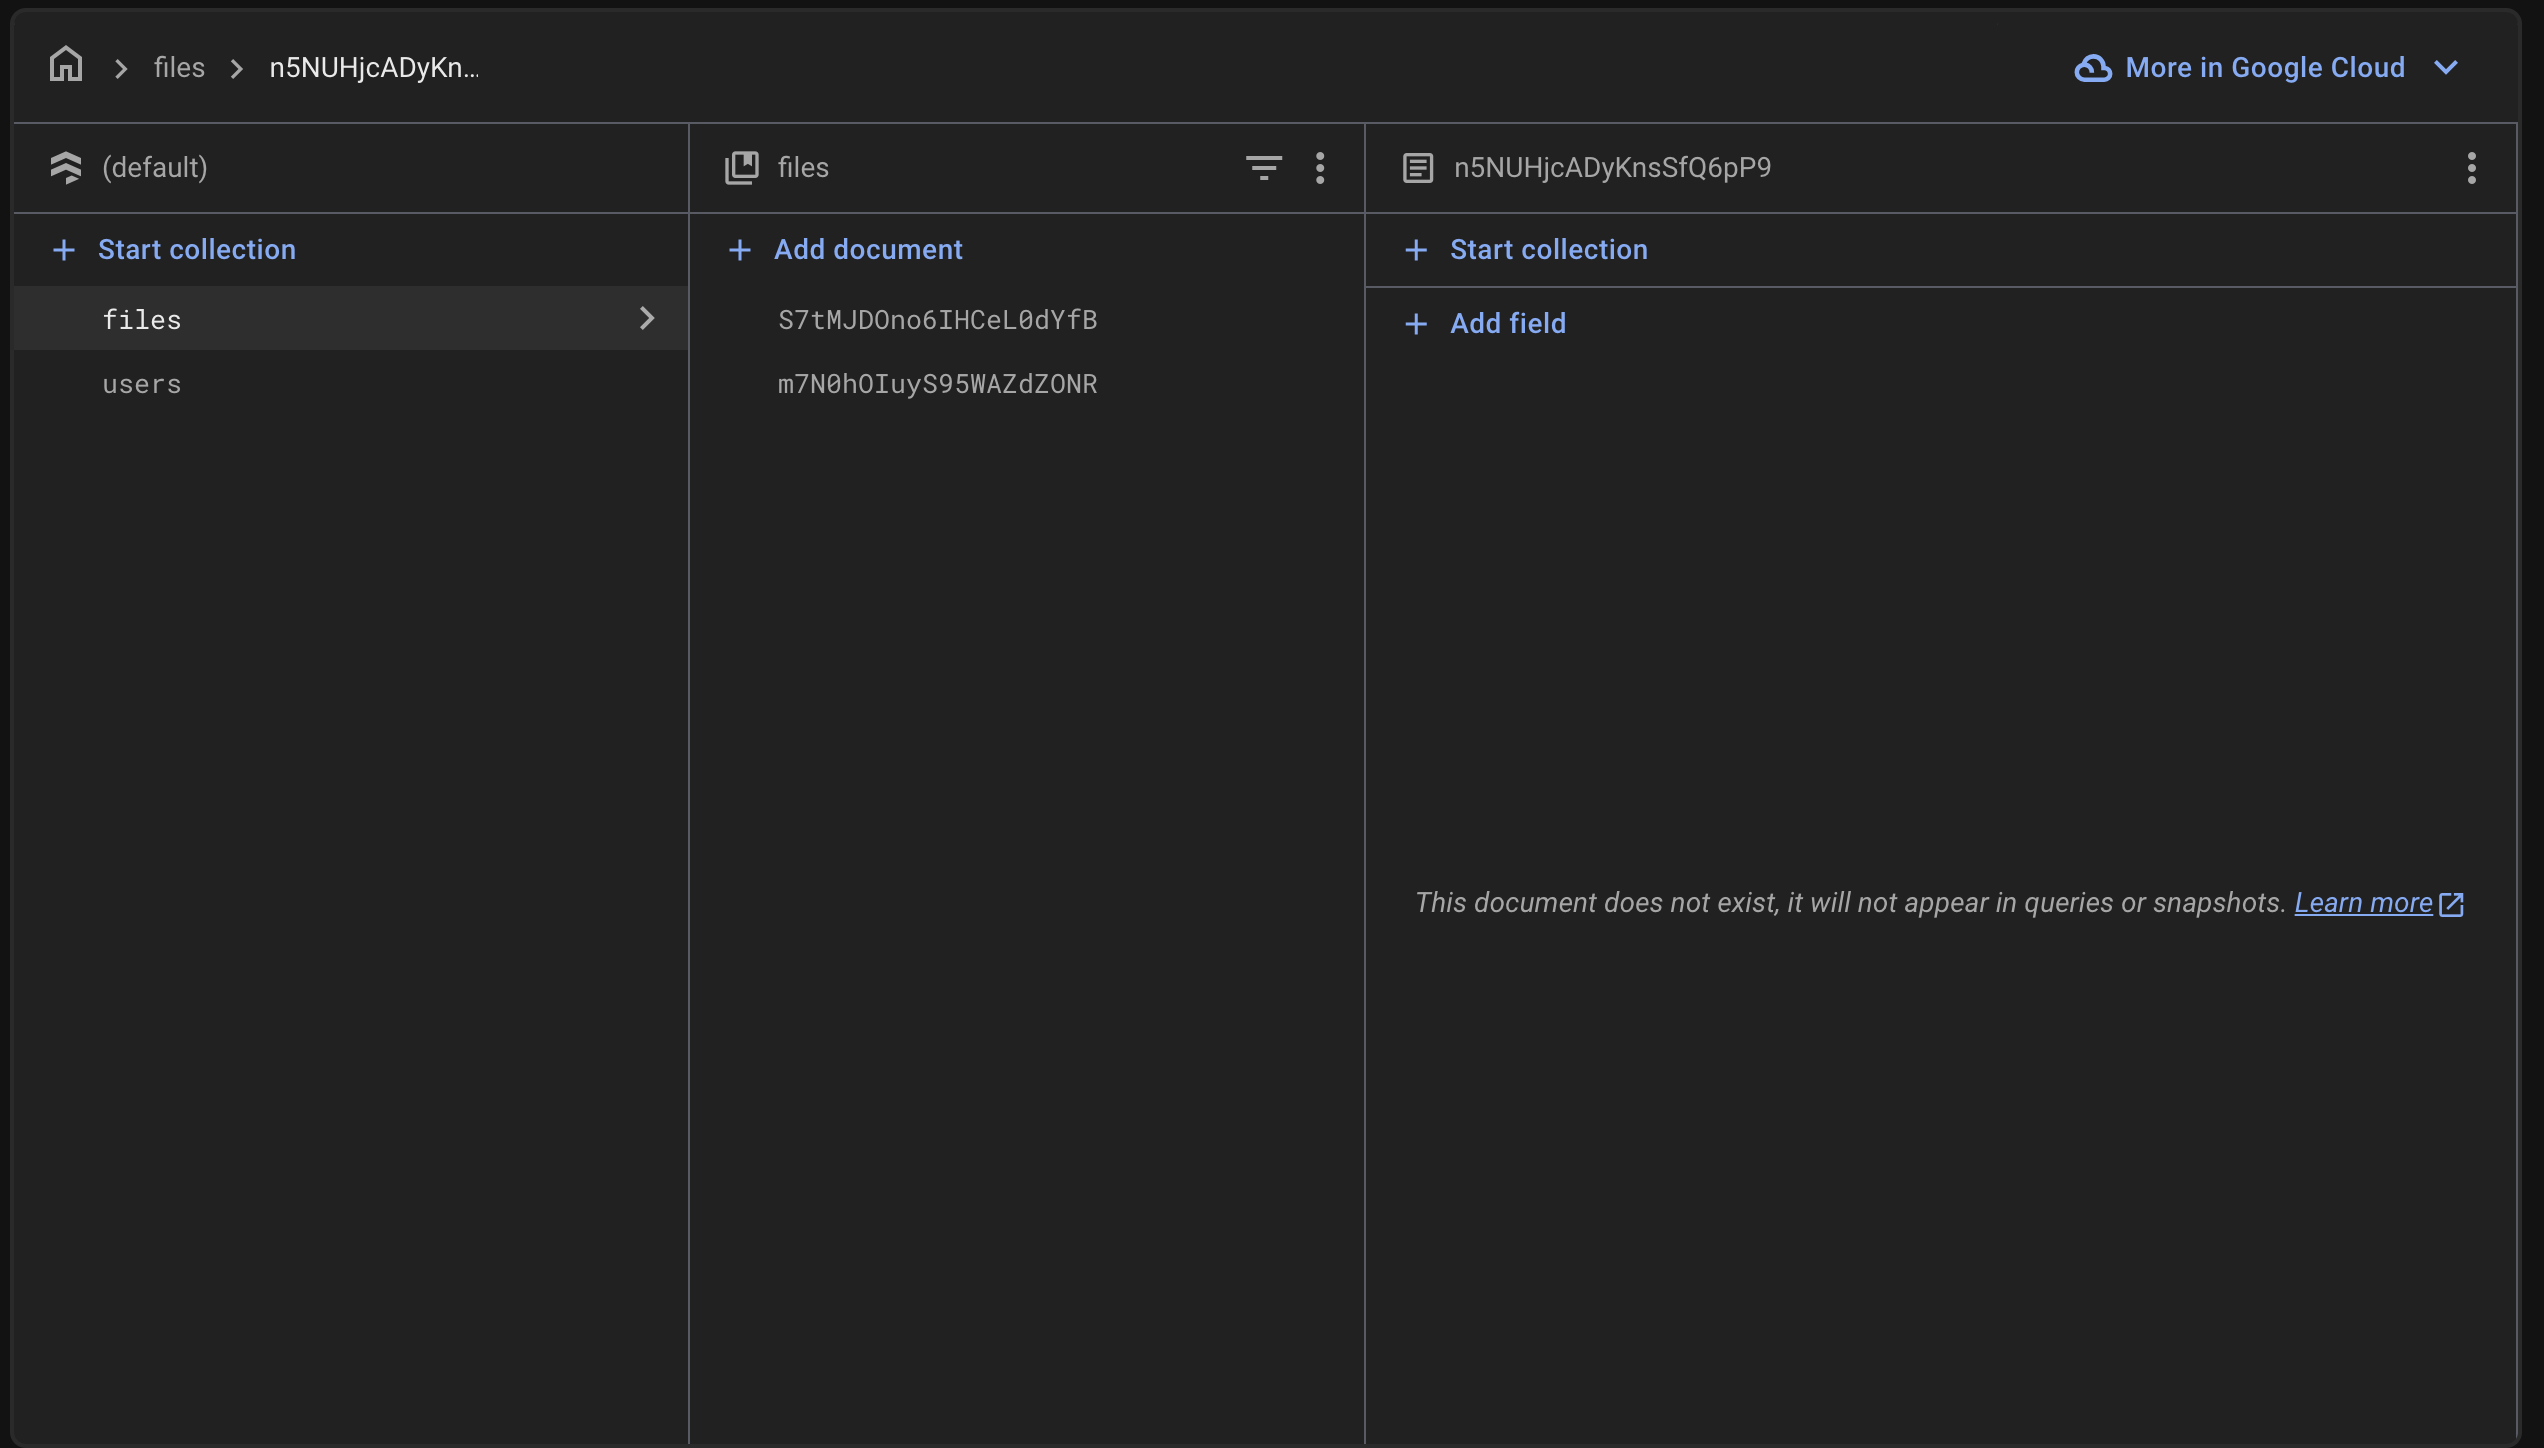 files
n5NUHjcADyKn...
More in Google Cloud
(default)
files
n5NUHjcADyKnsSfQ6pP9
Start collection
Add document
Start collection
files
S7tMJDOno6IHCeL0dYfB
Add field
users
m7N0hOIuyS95WAZdZONR
This document does not exist, it will not appear in queries or snapshots. Learn more